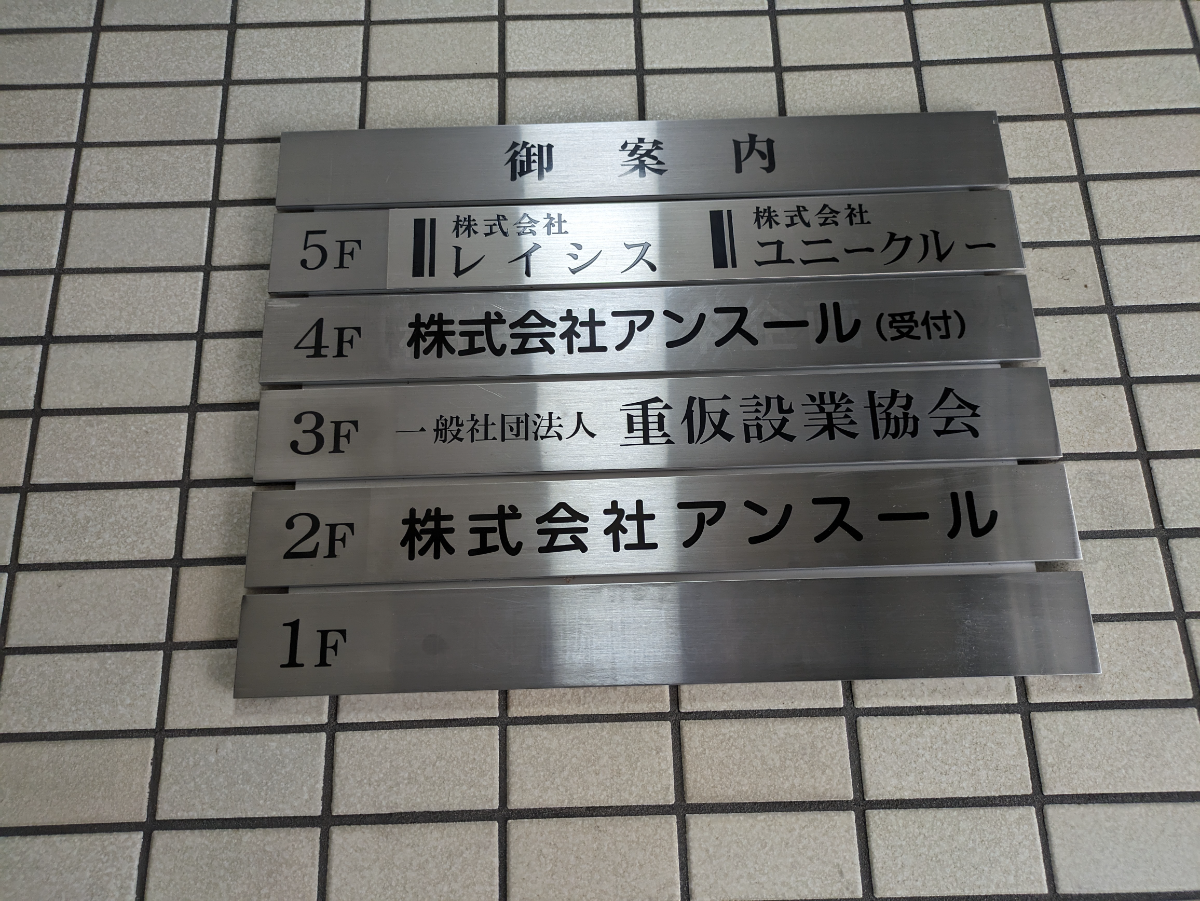 御案内
5F 株式会社 レイシス 株式会社 ユニークルー
4F 株式会社アンスール(受付)
3F 一般社団法人 重仮設業協会
2F 株式会社アンスール
1F